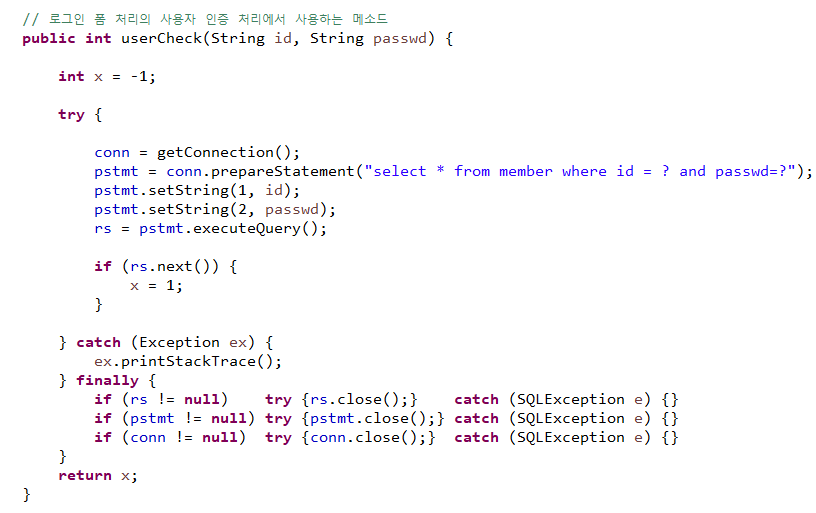 // 로그인 폼 처리의 사용자 인증 처리에서 사용하는 메소드
public int userCheck(String id, String passwd) {
int x = -1;
try {
conn = getConnection();
pstmt = conn.prepareStatement("select * from member where id = ? and passwd=?");
pstmt.setString(1, id);
pstmt.setString(2, passwd);
rs = pstmt.executeQuery();
if (rs.next()) {
x = 1;
}
} catch (Exception ex) {
ex.printStackTrace();
} finally {
if (rs != null) try {rs.close();} catch (SQLException e) {}
if (pstmt != null) try {pstmt.close();} catch (SQLException e) {}
if (conn != null) try {conn.close();} catch (SQLException e) {}
}
return x;
}